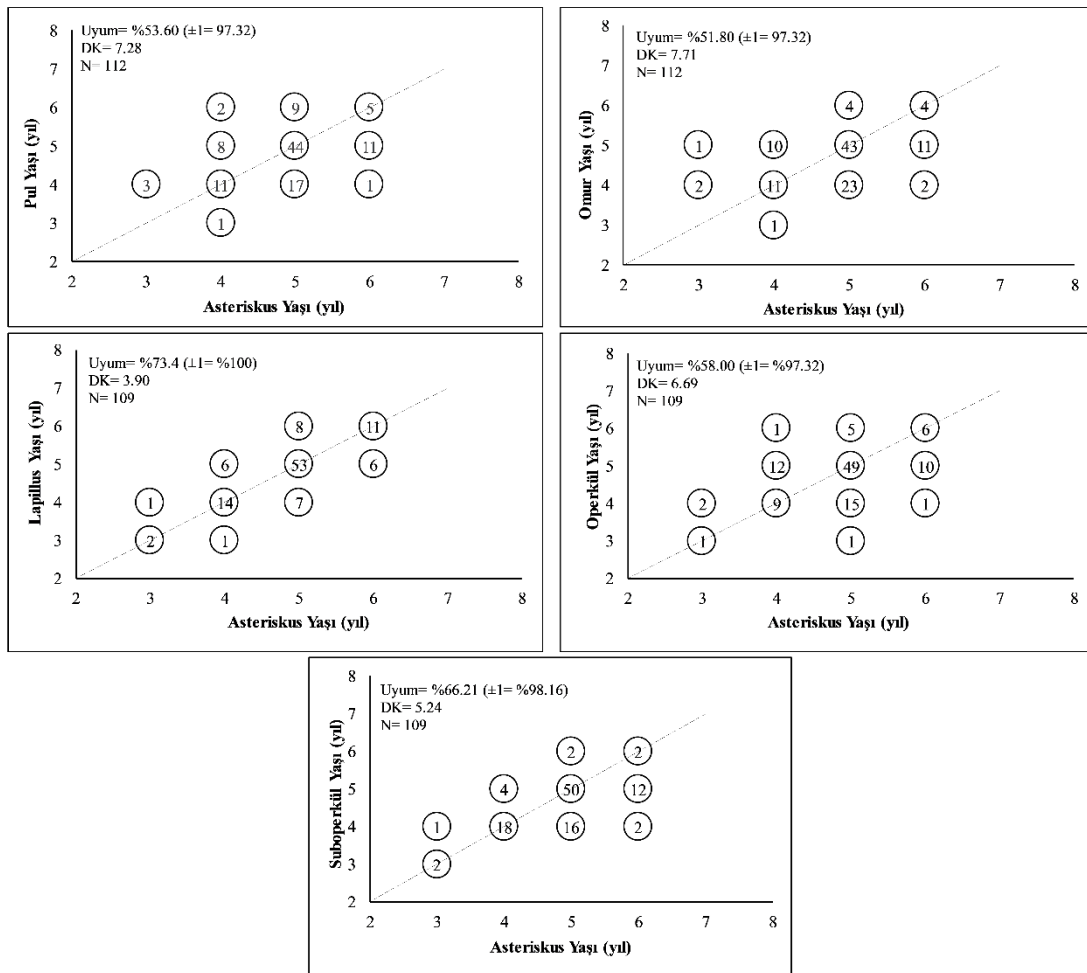 Uyum= %53.60 (±1= 97.32)
DK= 7.28
N= 112
8
7
6
5
4
3
2
2 9 5
8 44 11
3 11 17 1
1
2 3 4 5 6 7 8
Pul Yaşı (yıl)
Asteriskus Yaşı (yıl)
Uyum= %51.80 (±1= 97.32)
DK= 7.71
N= 112
8
7
6
5
4
3
2
4 4
1 10 43 11
2 11 23 2
1
2 3 4 5 6 7 8
Omur Yaşı (yıl)
Asteriskus Yaşı (yıl)
Uyum= %73.4 (±1= %100)
DK= 3.90
N= 109
8
7
6
5
4
3
2
8 11
6 53 6
1 14 7
2 1
2 3 4 5 6 7 8
Lapillus Yaşı (yıl)
Asteriskus Yaşı (yıl)
Uyum= %58.00 (±1= %97.32)
DK= 6.69
N= 109
8
7
6
5
4
3
2
1 5 6
12 49 10
2 9 15 1
1 1
2 3 4 5 6 7 8
Operkül Yaşı (yıl)
Asteriskus Yaşı (yıl)
Uyum= %66.21 (±1= %98.16)
DK= 5.24
N= 109
8
7
6
5
4
3
2
2 2
4 50 12
1 18 16 2
2
2 3 4 5 6 7 8
Suboperkül Yaşı (yıl)
Asteriskus Yaşı (yıl)